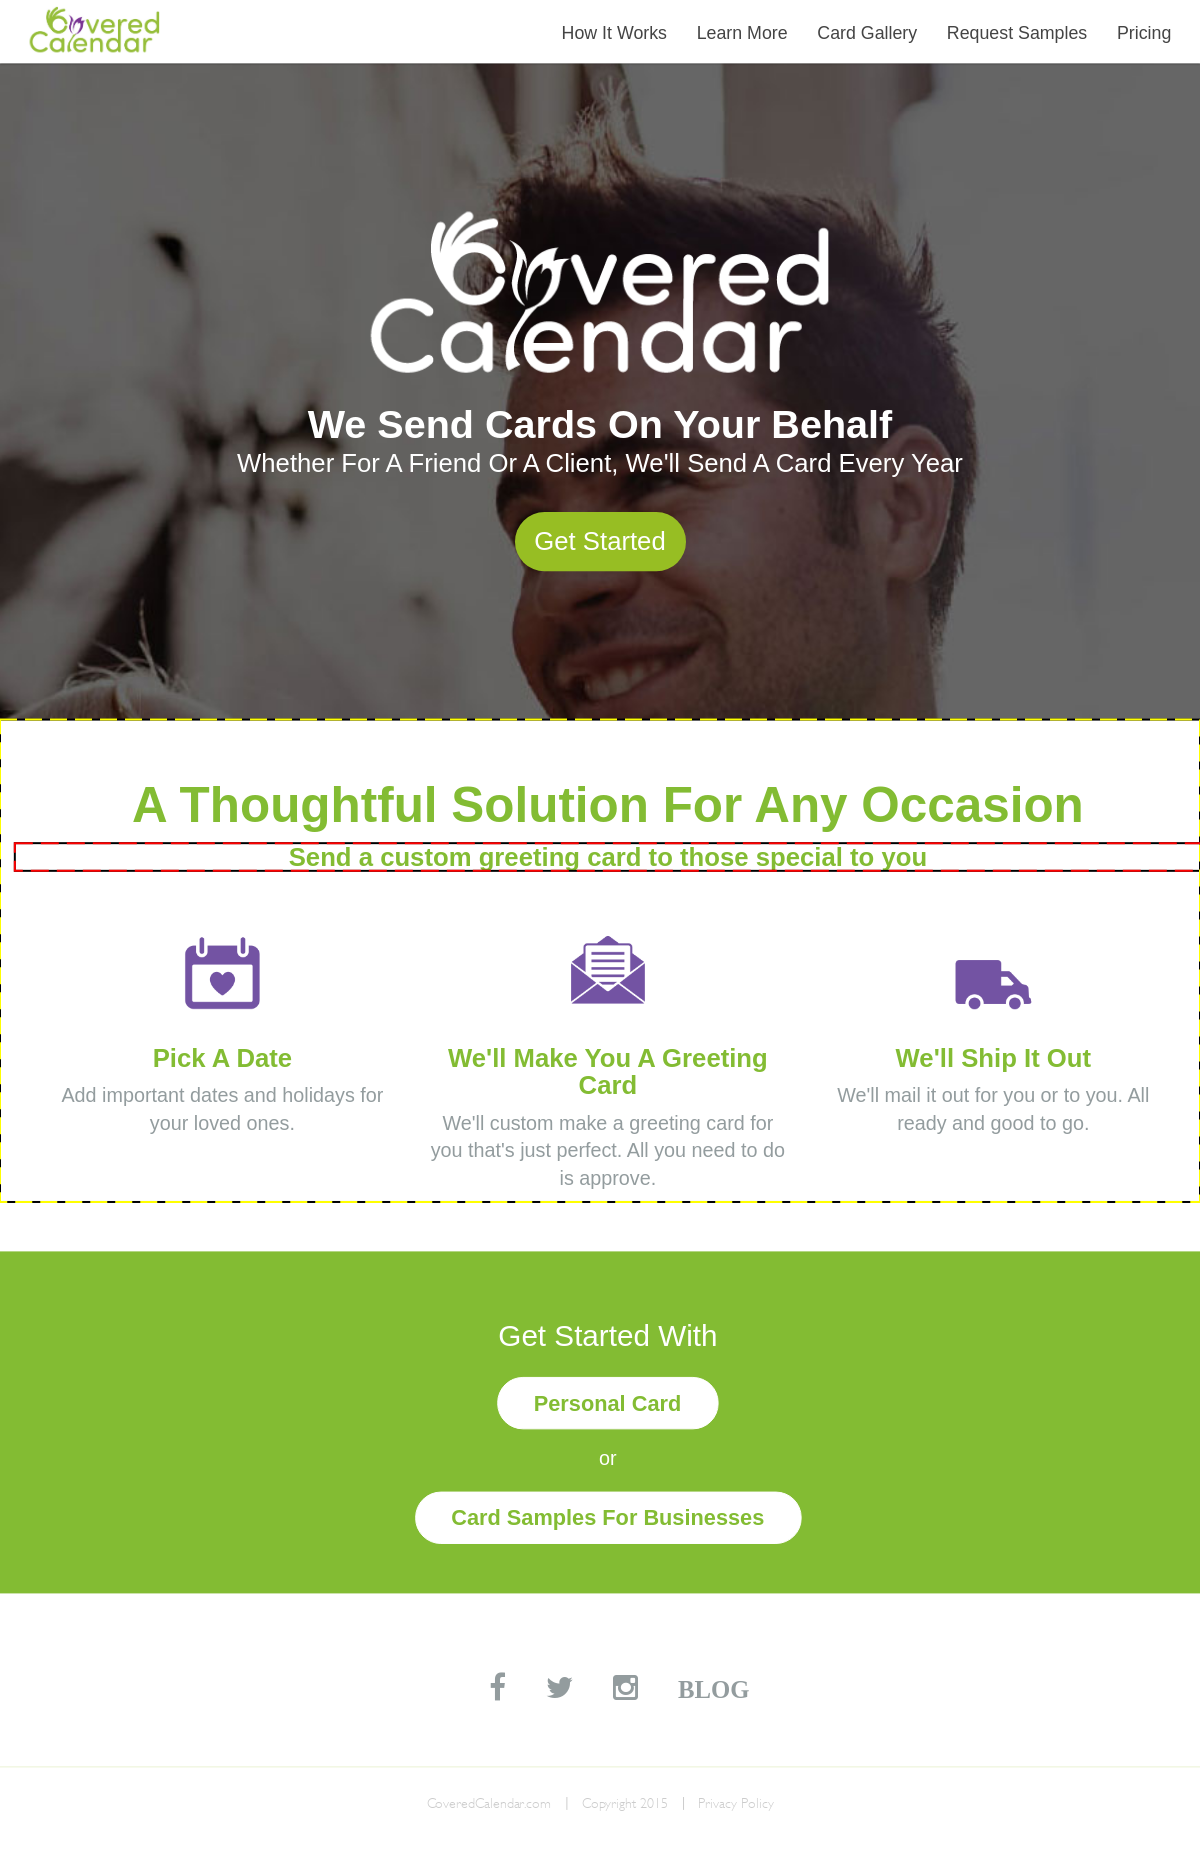 Covered
Calendar
How It Works
Learn More
Card Gallery
Request Samples
Pricing
Covered
Calendar
We Send Cards On Your Behalf
Whether For A Friend Or A Client, We'll Send A Card Every Year
Get Started
A Thoughtful Solution For Any Occasion
Send a custom greeting card to those special to you
Pick A Date
Add important dates and holidays for
your loved ones.
We'll Make You A Greeting
Card
We'll custom make a greeting card for
you that's just perfect. All you need to do
is approve.
We'll Ship It Out
We'll mail it out for you or to you. All
ready and good to go.
Get Started With
Personal Card
or
Card Samples For Businesses
BLOG
CoveredCalendar.com | Copyright 2015 | Privacy Policy